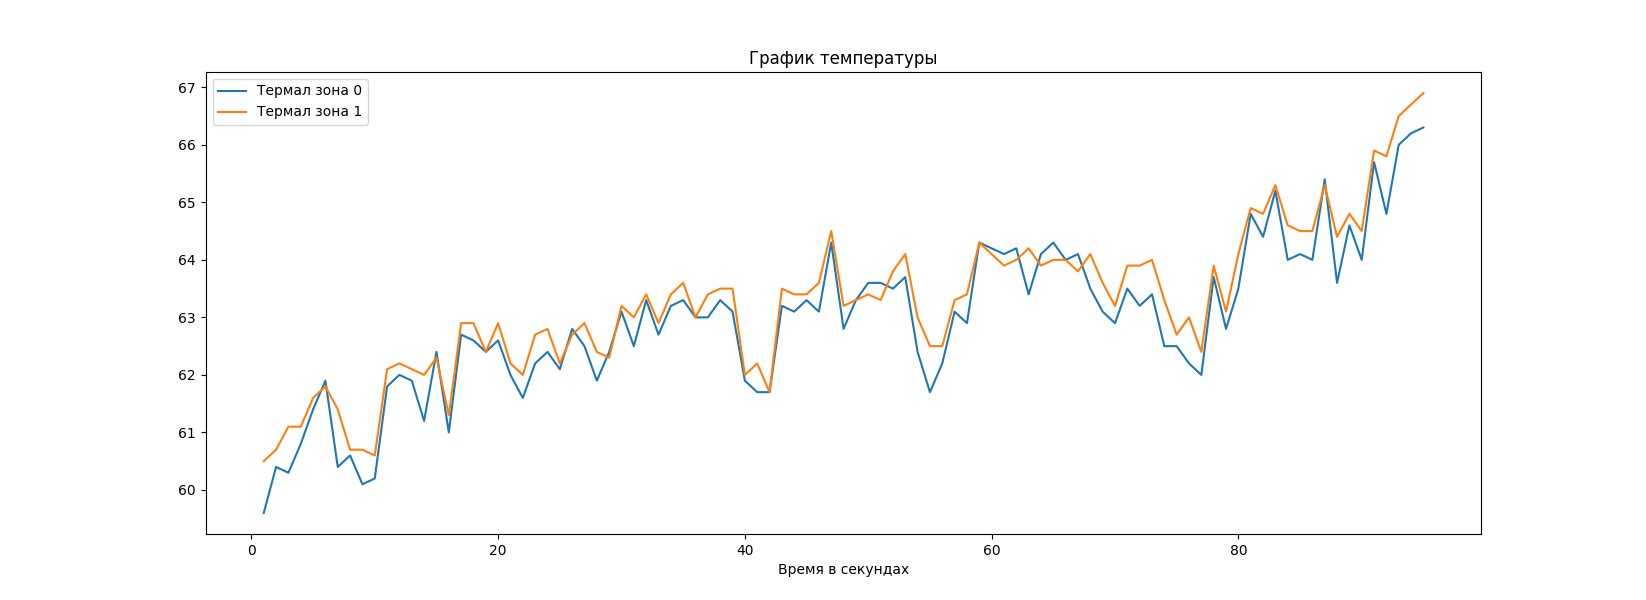 График температуры
Термал зона 0
Термал зона 1
67
66
65
64
63
62
61
60
0 20 40 60 80
Время в секундах